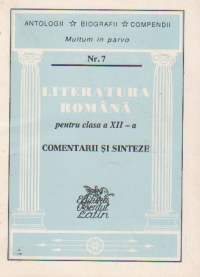 ANTOLOGII ✶ BIOGRAFII ✶ COMPENDII
Multum in parvo
Nr. 7
LITERATURA
ROMÂNĂ
pentru clasa a XII – a
COMENTARII ŞI SINTEZE
Editura
Orientul
Latin